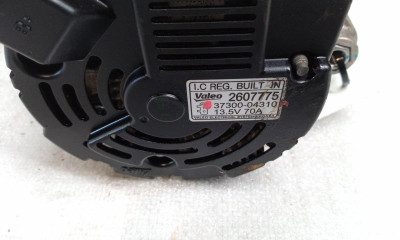 I.C REG. BUILT IN
Valeo 2607775
37300-04310
13.5V 70A